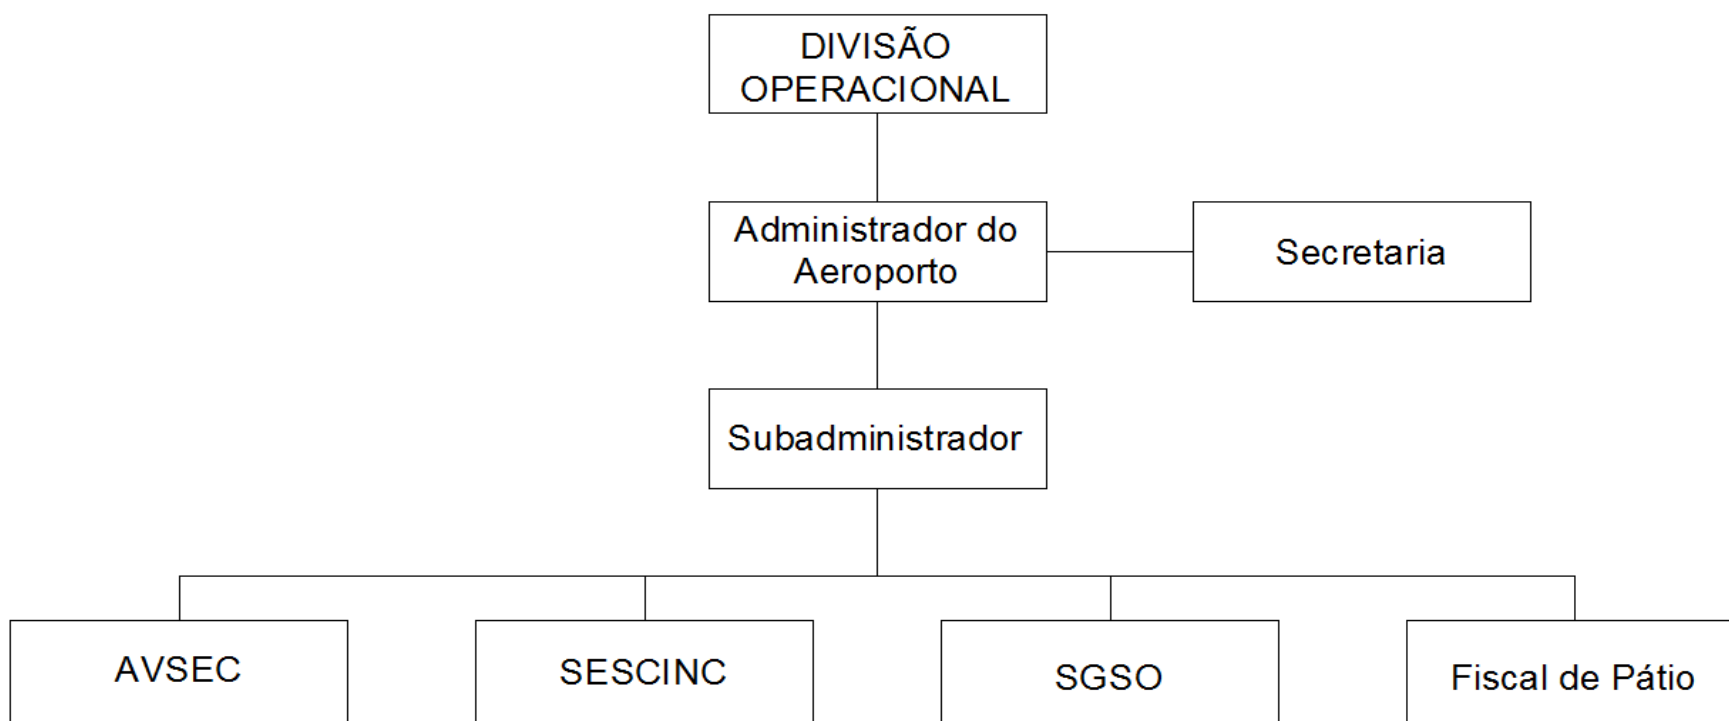 DIVISÃO
OPERACIONAL
Administrador do
Aeroporto
Secretaria
Subadministrador
AVSEC
SESCINC
SGSO
Fiscal de Pátio